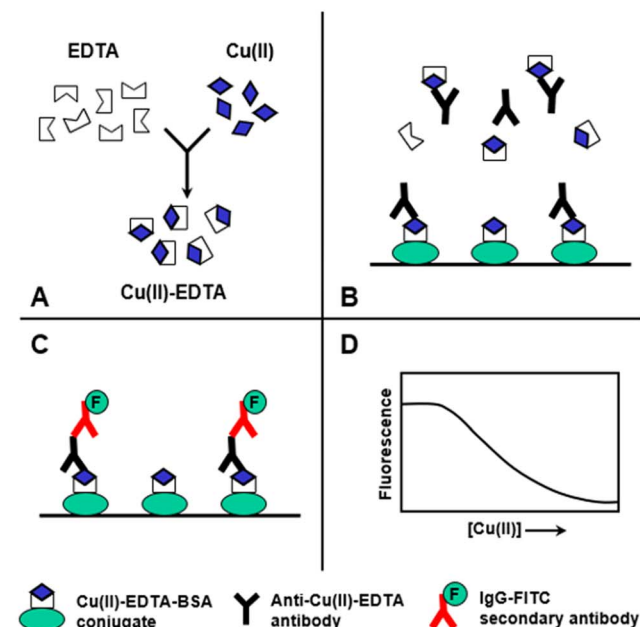 EDTA
Cu(II)
Cu(II)-EDTA
A
B
C
F
F
D
Fluorescence
[Cu(II)]
Cu(II)-EDTA-BSA
conjugate
Anti-Cu(II)-EDTA
antibody
F
IgG-FITC
secondary antibody